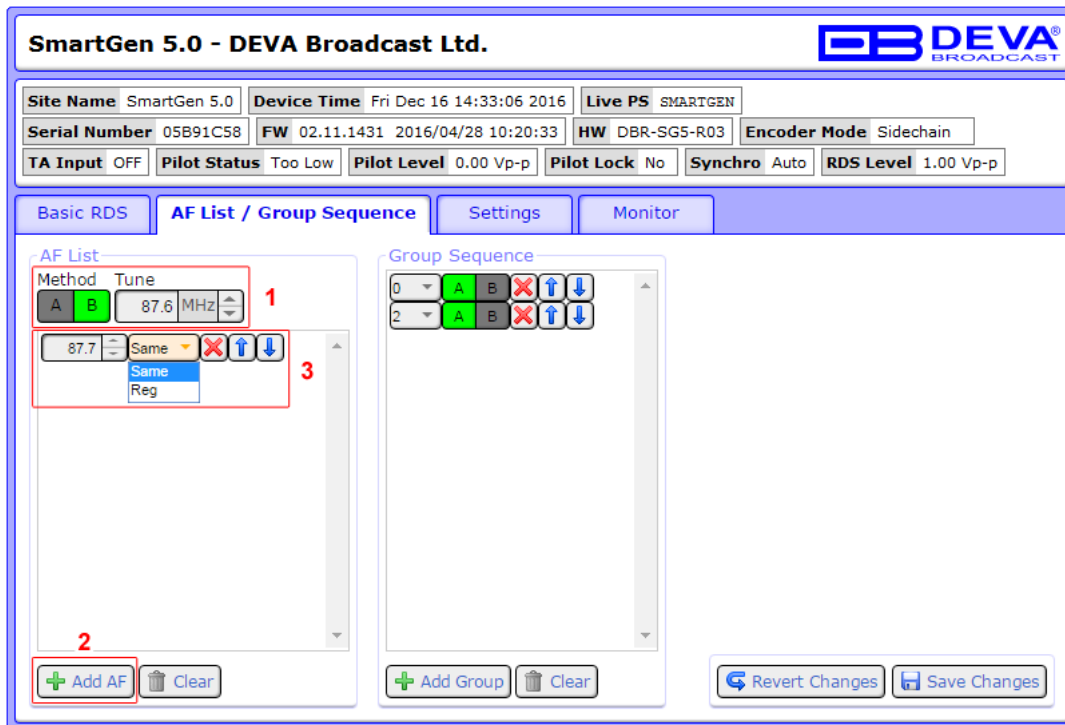 SmartGen 5.0 - DEVA Broadcast Ltd.
DEVA®
BROADCAST
Site Name SmartGen 5.0 Device Time Fri Dec 16 14:33:06 2016 Live PS SMARTGEN
Serial Number 05B91C58 FW 02.11.1431 2016/04/28 10:20:33 HW DBR-SG5-R03 Encoder Mode Sidechain
TA Input OFF Pilot Status Too Low Pilot Level 0.00 Vp-p Pilot Lock No Synchro Auto RDS Level 1.00 Vp-p
Basic RDS AF List / Group Sequence Settings Monitor
AF List
Method Tune
A B 87.6 MHz 1
87.7 Same
Same
Reg
3
2
Add AF Clear
Group Sequence
0 A B
2 A B
Add Group Clear
Revert Changes Save Changes